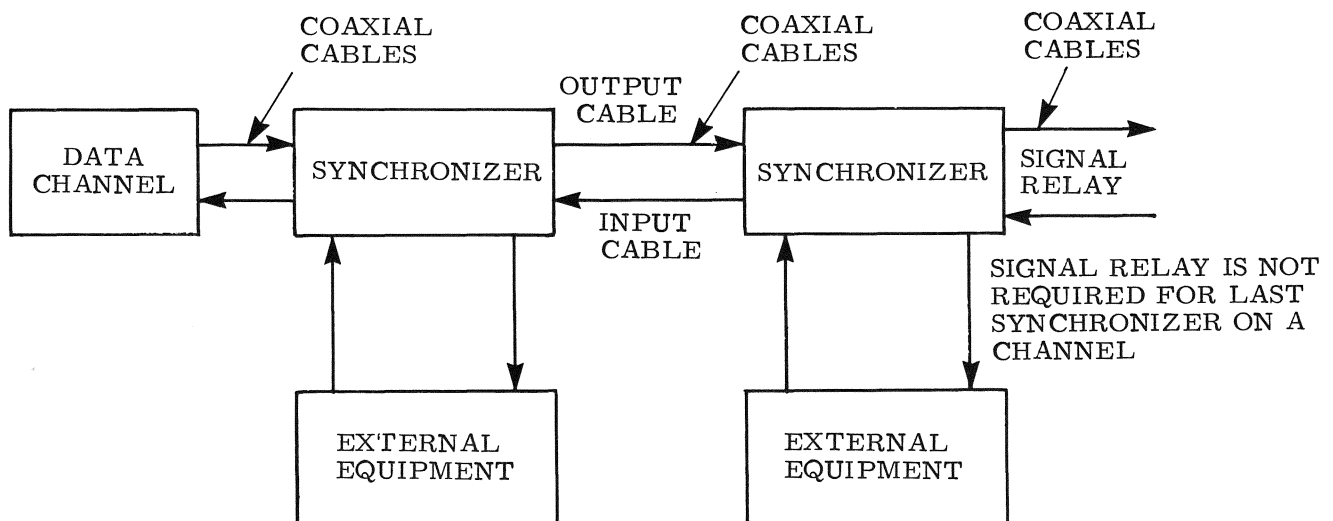 COAXIAL
CABLES
COAXIAL
CABLES
COAXIAL
CABLES
OUTPUT
CABLE
DATA
CHANNEL
SYNCHRONIZER
SYNCHRONIZER
SIGNAL
RELAY
INPUT
CABLE
SIGNAL RELAY IS NOT
REQUIRED FOR LAST
SYNCHRONIZER ON A
CHANNEL
EXTERNAL
EQUIPMENT
EXTERNAL
EQUIPMENT